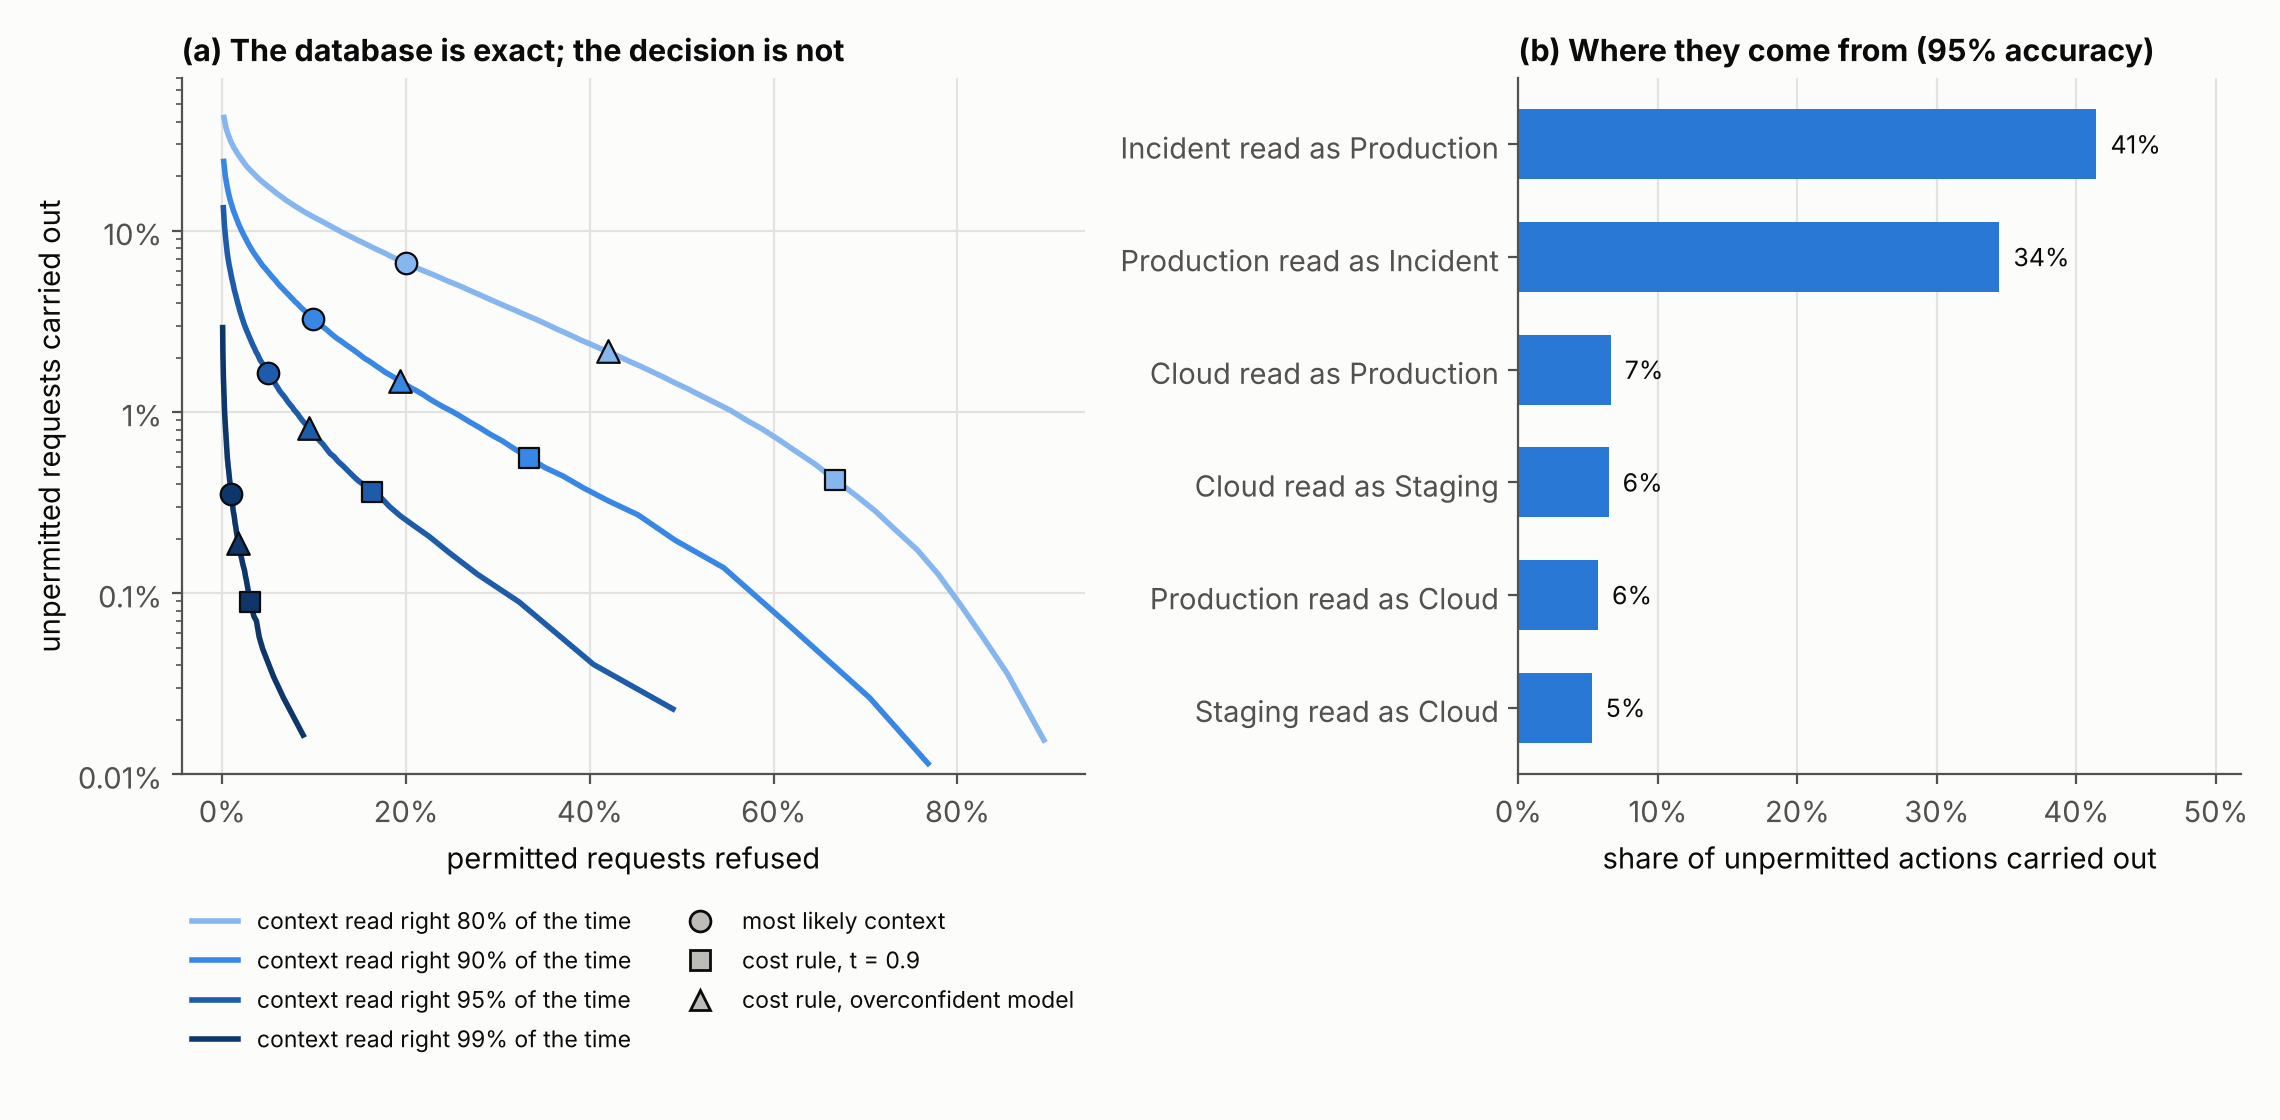 (a) The database is exact; the decision is not
unpermitted requests carried out
10%
1%
0.1%
0.01%
0%
20%
40%
60%
80%
permitted requests refused
context read right 80% of the time
context read right 90% of the time
context read right 95% of the time
context read right 99% of the time
most likely context
cost rule, t = 0.9
cost rule, overconfident model
(b) Where they come from (95% accuracy)
Incident read as Production
41%
Production read as Incident
34%
Cloud read as Production
7%
Cloud read as Staging
6%
Production read as Cloud
6%
Staging read as Cloud
5%
0%
10%
20%
30%
40%
50%
share of unpermitted actions carried out